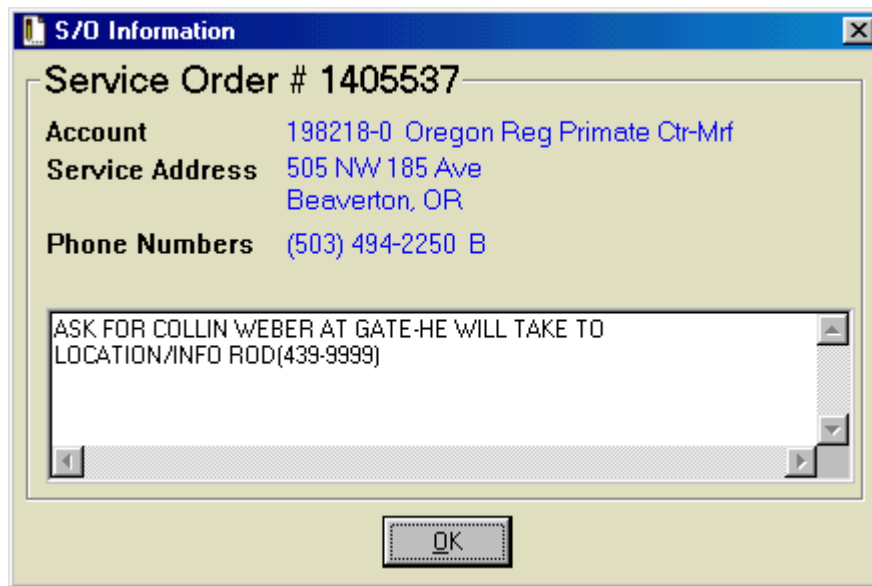 S/O Information
Service Order # 1405537
Account 198218-0 Oregon Reg Primate Ctr-Mrf
Service Address 505 NW 185 Ave
Beaverton, OR
Phone Numbers (503) 494-2250 B
ASK FOR COLLIN WEBER AT GATE-HE WILL TAKE TO
LOCATION/INFO ROD(439-9999)
OK